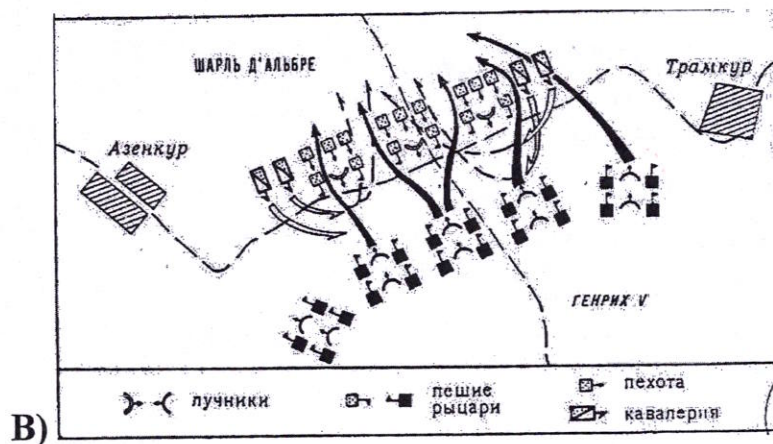 ШАРЛЬ Д'АЛЬБРЕ
Трамкур
Азенкур
ГЕНРИХ V
лучники
пешие
рыцари
пехота
кавалерия
В)